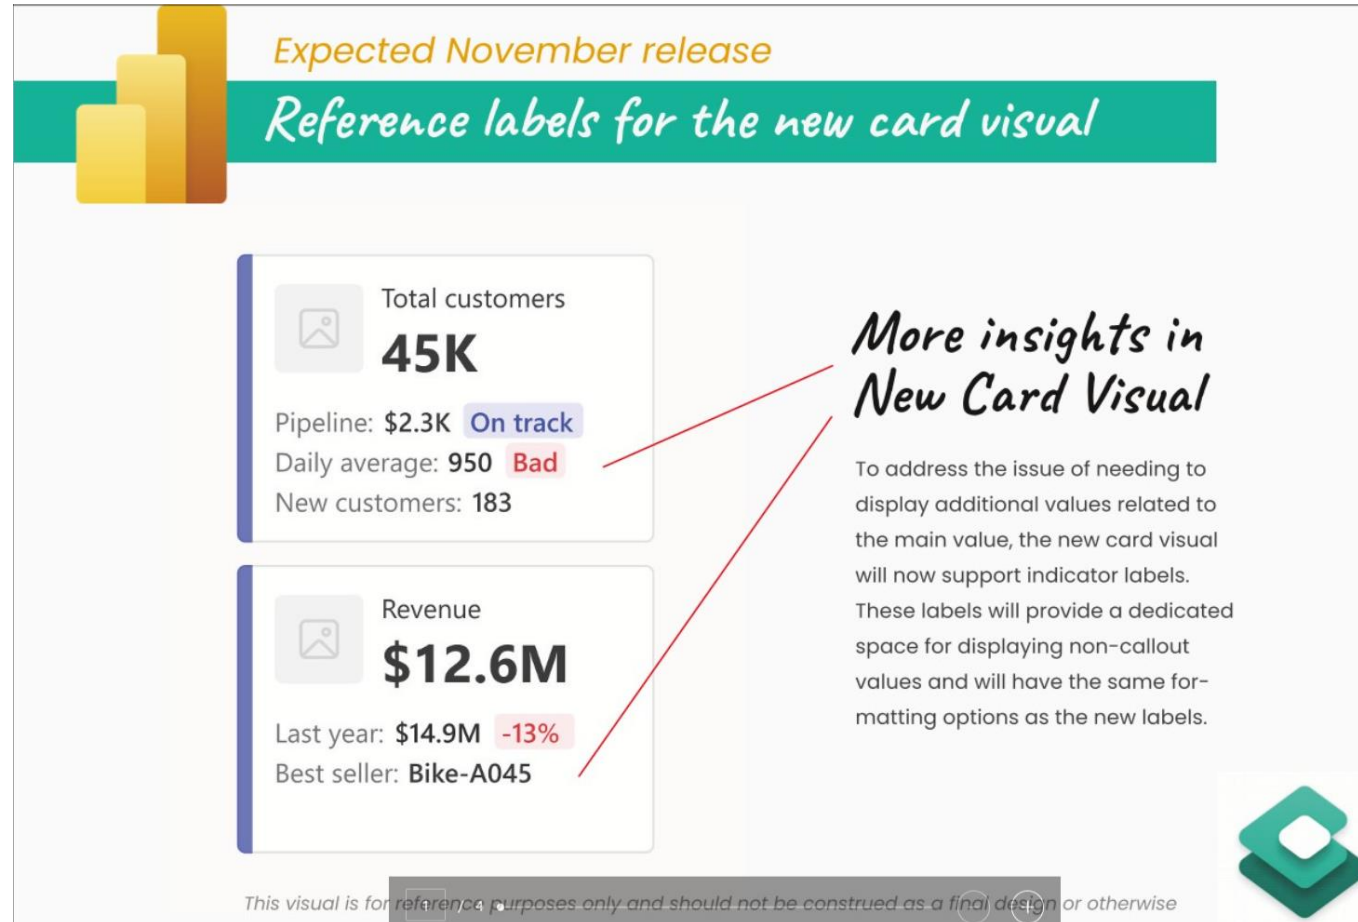 Expected November release
Reference labels for the new card visual
Total customers
45K
Pipeline: $2.3K On track
Daily average: 950 Bad
New customers: 183
Revenue
$12.6M
Last year: $14.9M -13%
Best seller: Bike-A045
More insights in
New Card Visual
To address the issue of needing to
display additional values related to
the main value, the new card visual
will now support indicator labels.
These labels will provide a dedicated
space for displaying non-callout
values and will have the same for-
matting options as the new labels.
This visual is for reference purposes only and should not be construed as a final design or otherwise
1 / 4